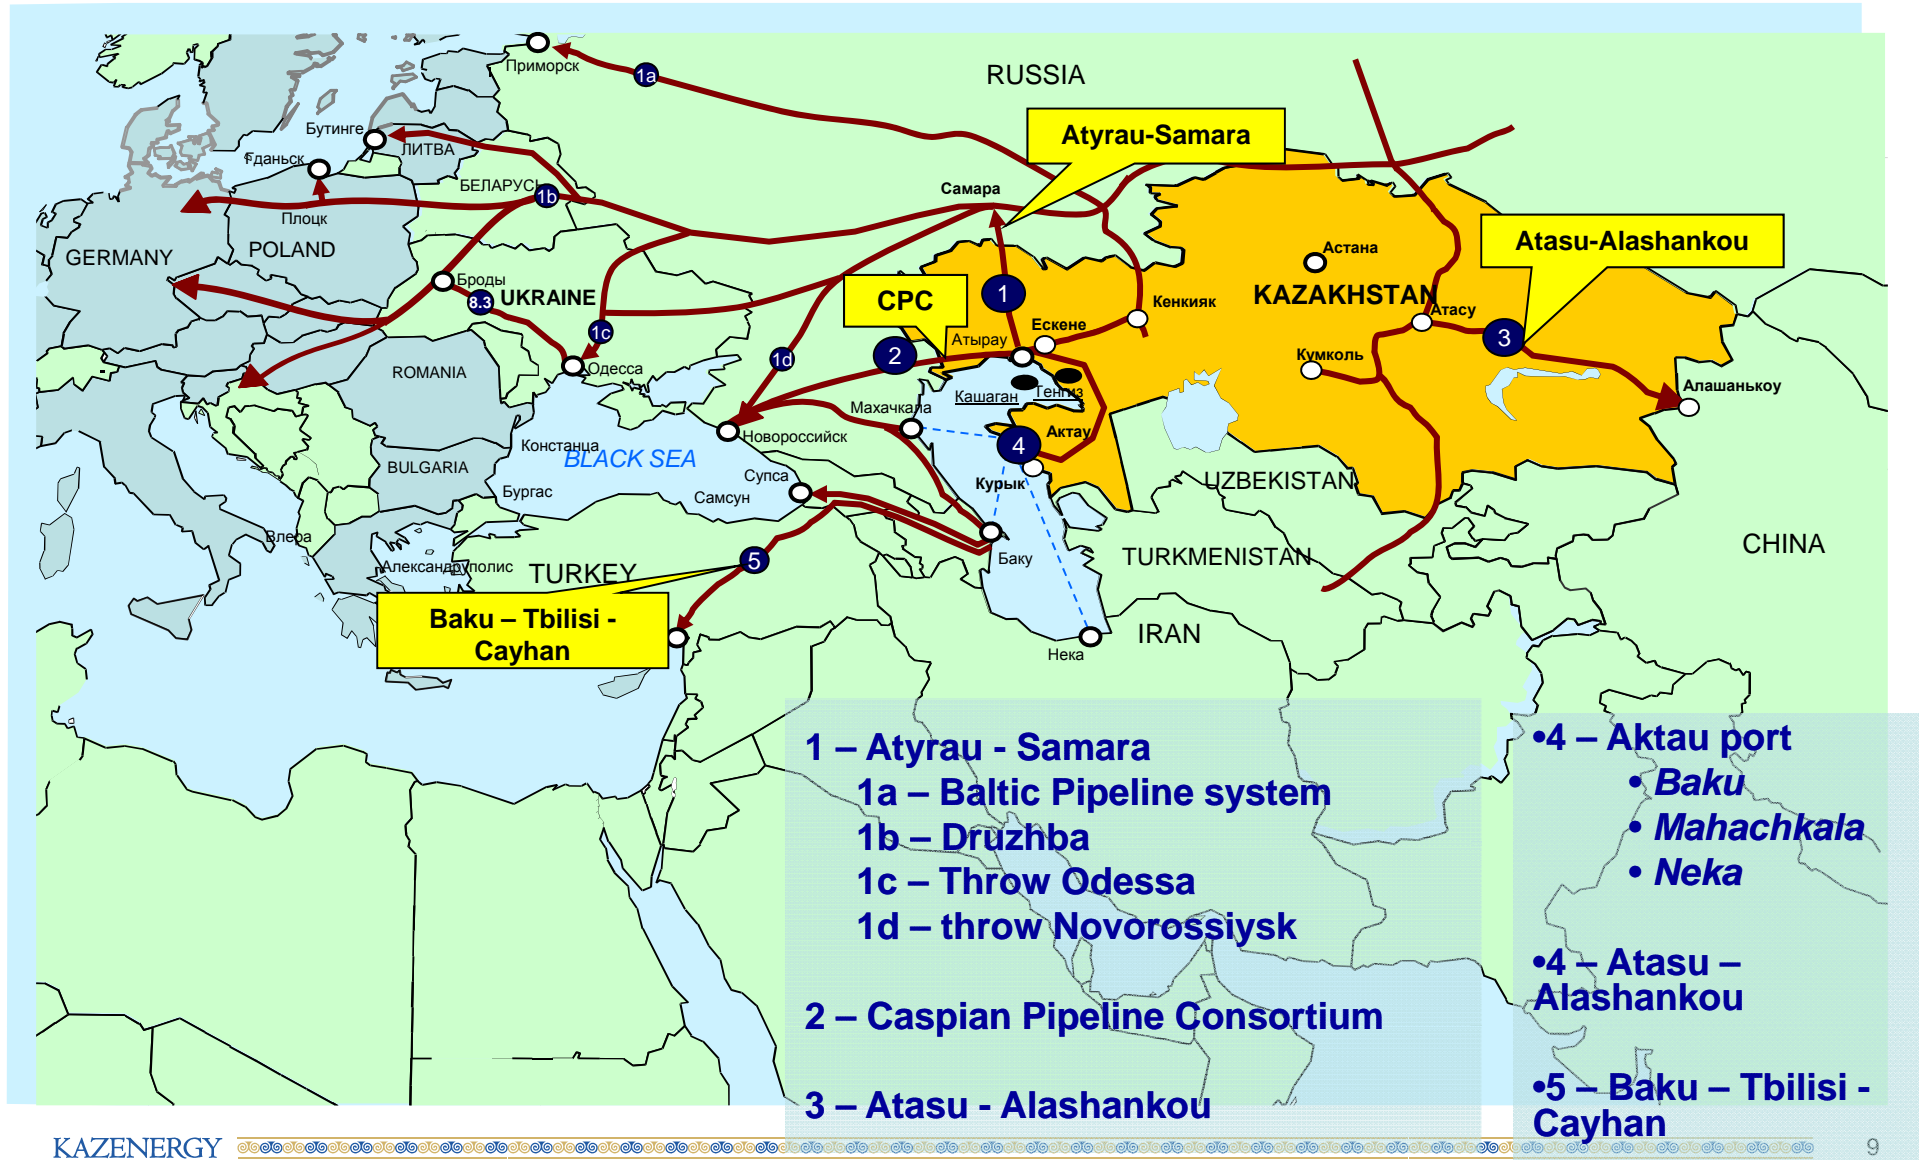 Приморск
1a
RUSSIA
Atyrau-Samara
Бутинге
ЛИТВА
Гданьск
БЕЛАРУСЬ
1b
Плоцк
Самара
GERMANY
POLAND
Астана
Atasu-Alashankou
Броды
8.3
UKRAINE
CPC
1
Кенкияк
KAZAKHSTAN
Атасу
1c
1d
2
Атырау
Ескене
3
Одесса
ROMANIA
Кумколь
Алашанькоу
Кашаган
Тенгиз
Махачкала
Новороссийск
Актау
4
Констанца
BLACK SEA
BULGARIA
Супса
Курык
UZBEKISTAN
Бургас
Самсун
Влера
Баку
TURKMENISTAN
CHINA
Александруполис
TURKEY
5
Baku – Tbilisi -
Cayhan
IRAN
Нека
1 – Atyrau - Samara
1a – Baltic Pipeline system
1b – Druzhba
1c – Throw Odessa
1d – throw Novorossiysk
2 – Caspian Pipeline Consortium
3 – Atasu - Alashankou
•4 – Aktau port
• Baku
• Mahachkala
• Neka
•4 – Atasu –
Alashankou
•5 – Baku – Tbilisi -
Cayhan
KAZENERGY
9